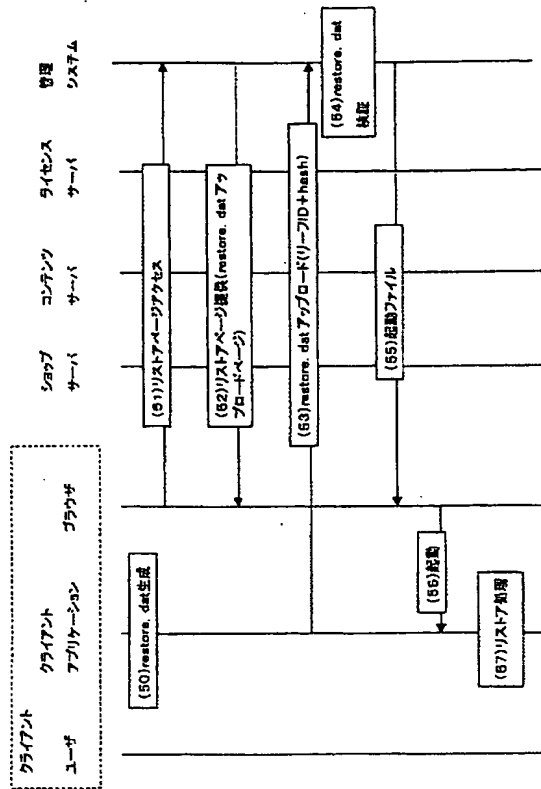 クライアント
ユーザ
クライアント
アプリケーション
ブラウザ
ショップ
サーバ
コンテンツ
サーバ
ライセンス
サーバ
管理
システム
(50)restore. dat生成
(51)リストアページアクセス
(52)リストアページ提供(restore. dat アッ
プロードページ)
(53)restore. dat アップロード(リーフID+hash)
(54)restore. dat
検証
(55)起動ファイル
(56)起動
(57)リストア処理